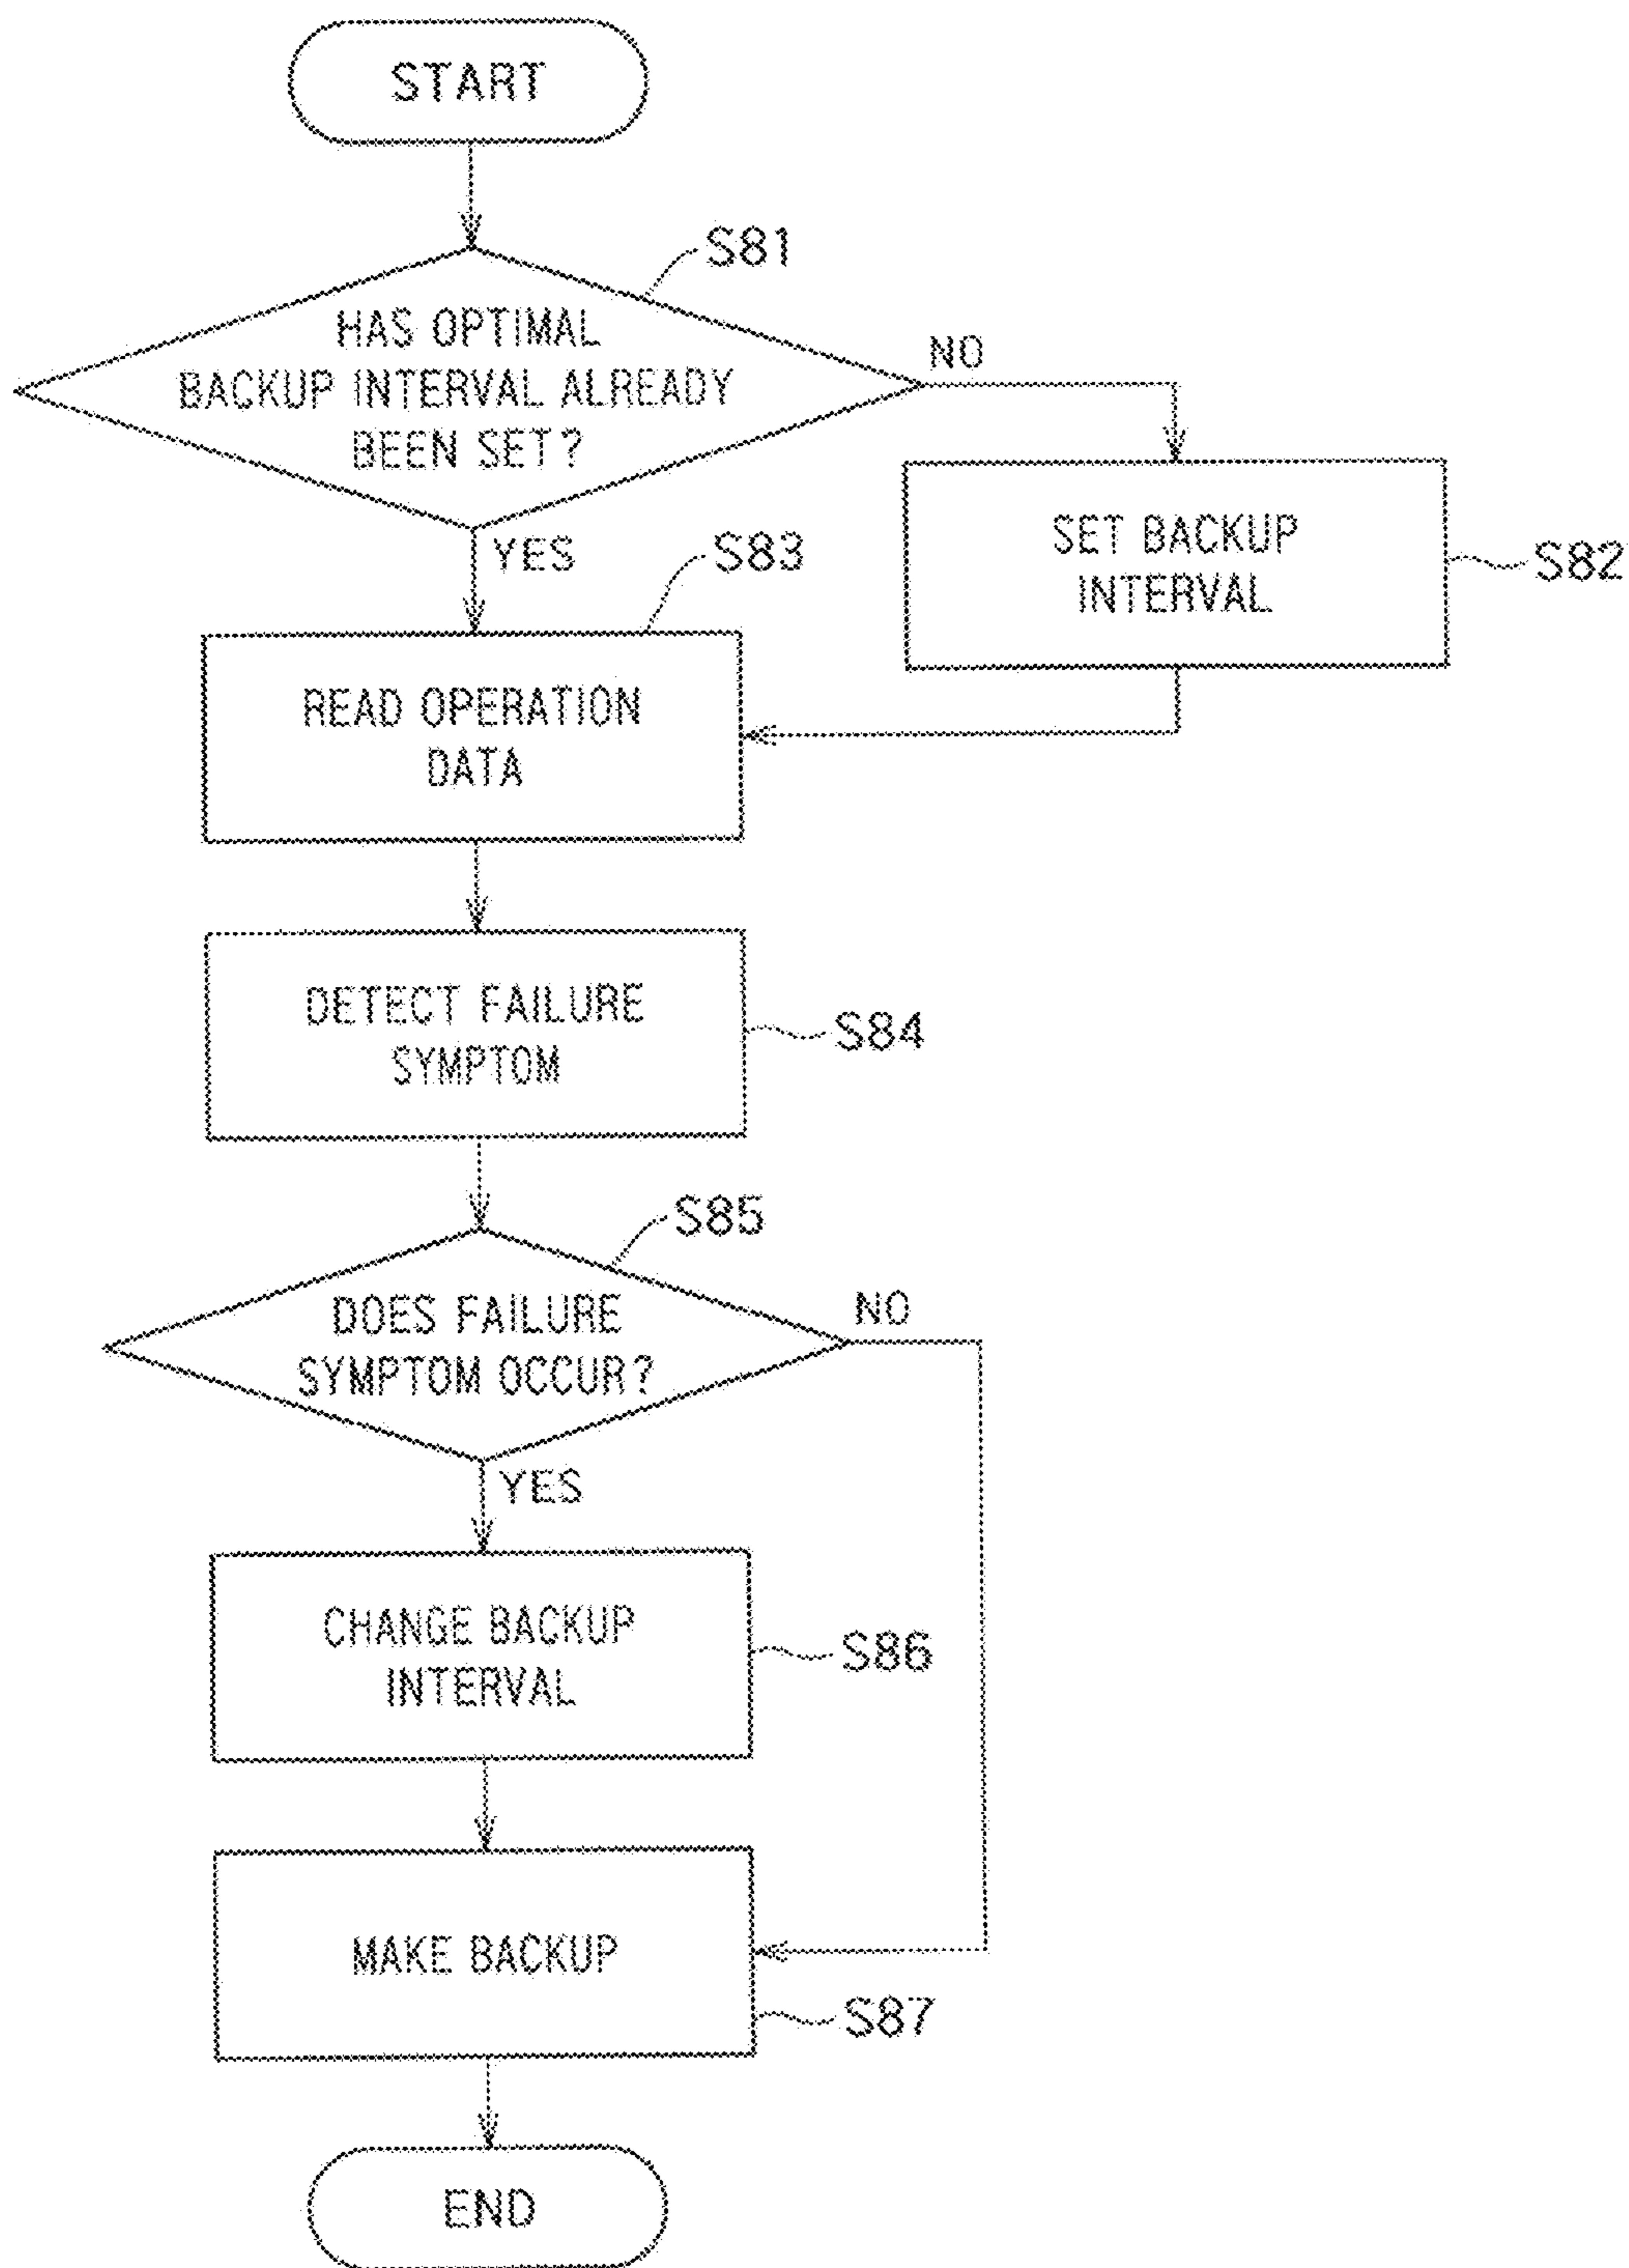 START
S81
HAS OPTIMAL
BACKUP INTERVAL ALREADY
BEEN SET?
NO
YES
SET BACKUP
INTERVAL
S82
S83
READ OPERATION
DATA
DETECT FAILURE
SYMPTOM
S84
S85
DOES FAILURE
SYMPTOM OCCUR?
NO
YES
CHANGE BACKUP
INTERVAL
S86
MAKE BACKUP
S87
END